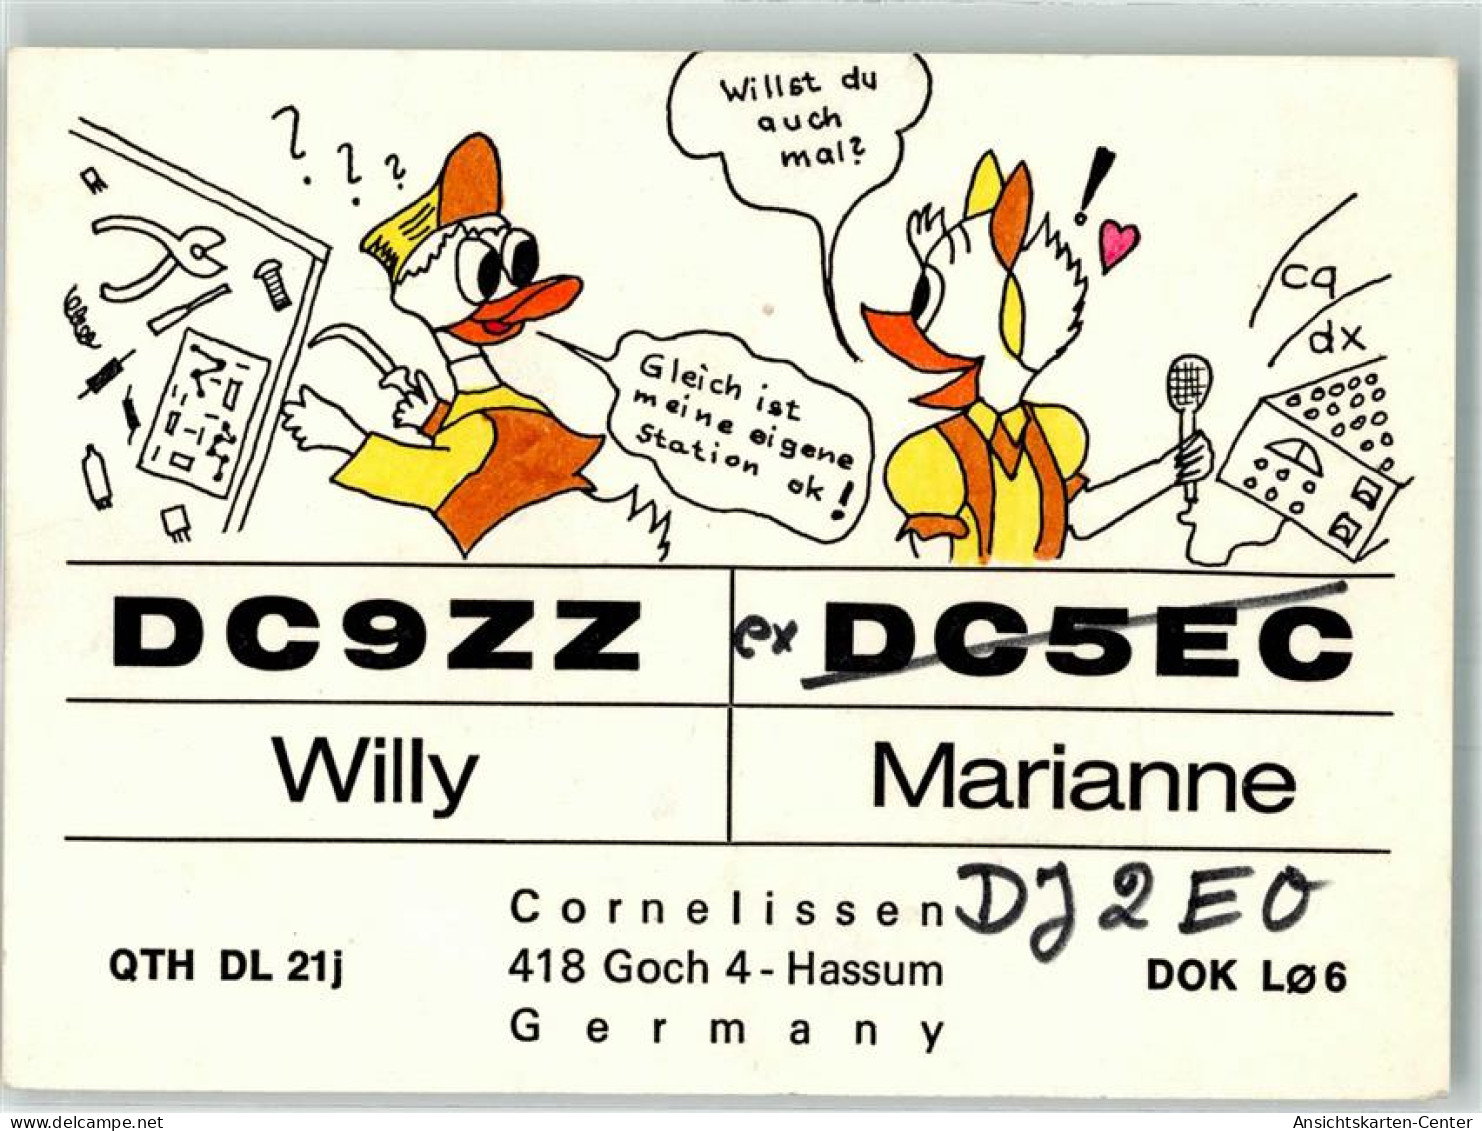 ? ? ?
Willst du
auch
mal?
!
Gleich ist
meine eigene
Station ok!
cq
dx
DC9ZZ
ex DC5EC
Willy
Marianne
Cornelissen
DJ2EO
QTH DL 21j
418 Goch 4 - Hassum
DOK LØ6
Germany
www.delcampe.net
Ansichtskarten-Center